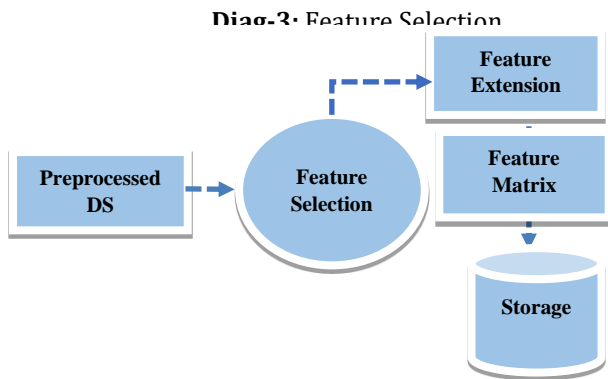 Diag-3: Feature Selection
Feature
Extension
Preprocessed
DS
Feature
Selection
Feature
Matrix
Storage